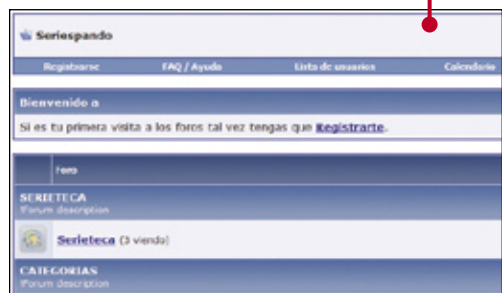 Seriespando
Registrarse FAQ / Ayuda Lista de usuarios Calendario
Bienvenido a
Si es tu primera visita a los foros tal vez tengas que Registrarte.
Foro
SERIETECA
!Forum description
Serieteca (3 viendo)
CATEGORIAS
!Forum description